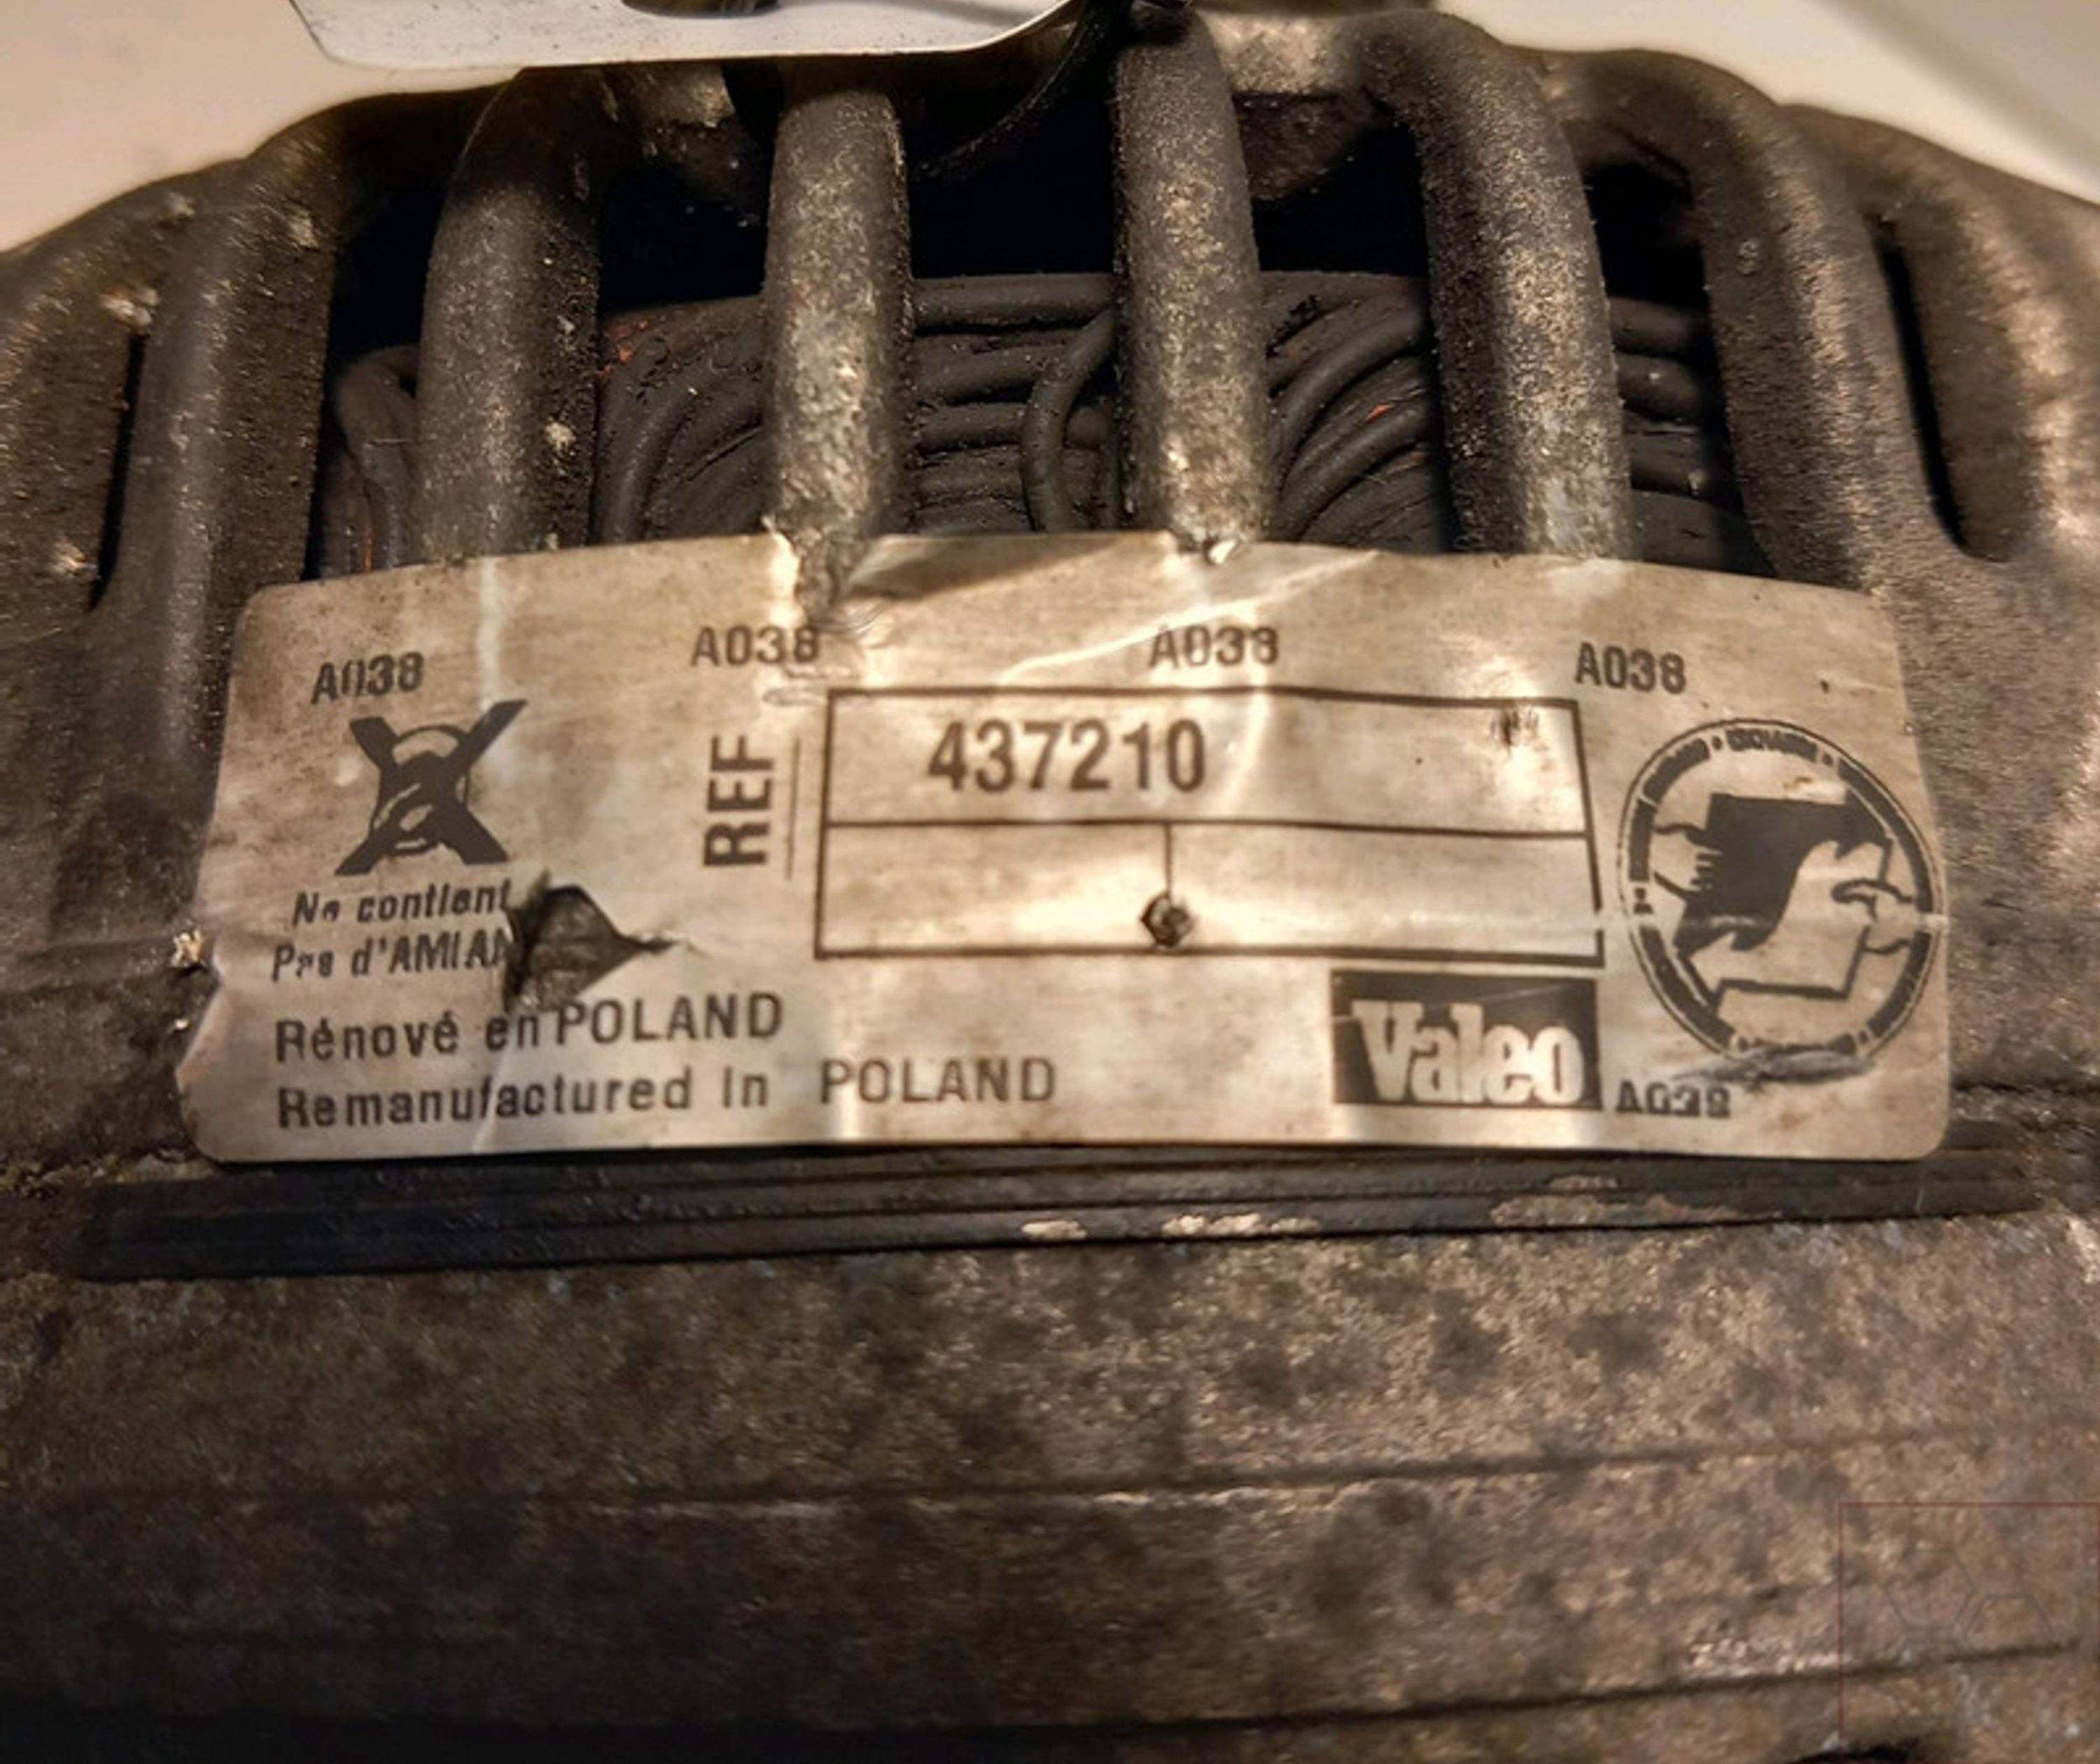 A038 A038 A038 A038
REF 437210
Ne contient
Pas d'AMIAN
Rénové en POLAND
Remanufactured in POLAND
Valeo A038